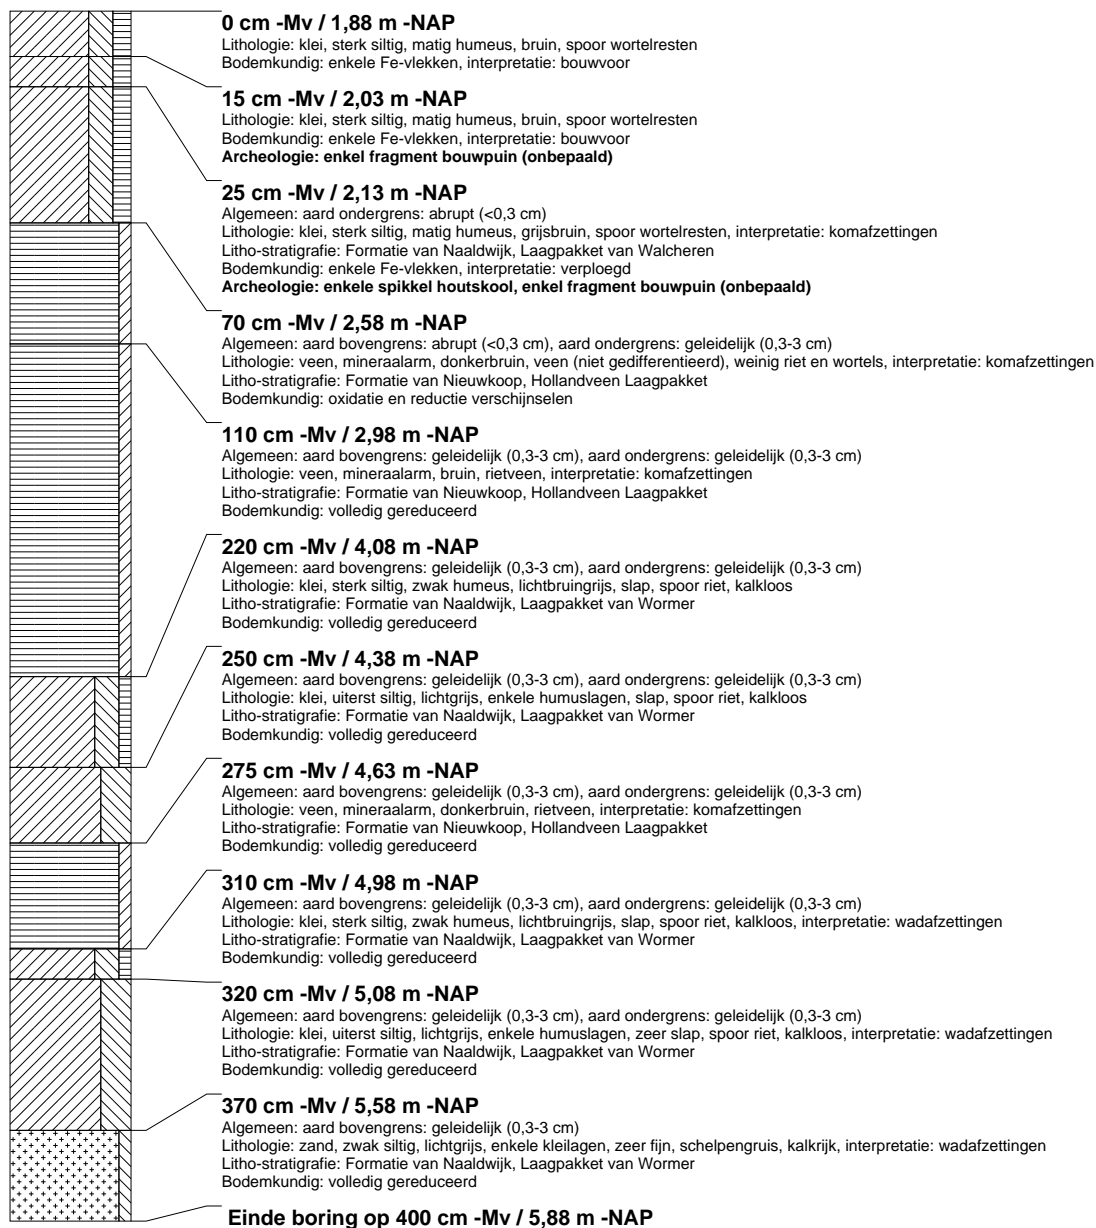 0 cm -Mv / 1,88 m -NAP
Lithologie: klei, sterk siltig, matig humeus, bruin, spoor wortelresten
Bodemkundig: enkele Fe-vlekken, interpretatie: bouwvoor
15 cm -Mv / 2,03 m -NAP
Lithologie: klei, sterk siltig, matig humeus, bruin, spoor wortelresten
Bodemkundig: enkele Fe-vlekken, interpretatie: bouwvoor
Archeologie: enkel fragment bouwpuin (onbepaald)
25 cm -Mv / 2,13 m -NAP
Algemeen: aard ondergrens: abrupt (<0,3 cm)
Lithologie: klei, sterk siltig, matig humeus, grijsbruin, spoor wortelresten, interpretatie: komafzettingen
Litho-stratigrafie: Formatie van Naaldwijk, Laagpakket van Walcheren
Bodemkundig: enkele Fe-vlekken, interpretatie: verploegd
Archeologie: enkele spikkel houtskool, enkel fragment bouwpuin (onbepaald)
70 cm -Mv / 2,58 m -NAP
Algemeen: aard bovengrens: abrupt (<0,3 cm), aard ondergrens: geleidelijk (0,3-3 cm)
Lithologie: veen, mineraalarm, donkerbruin, veen (niet gedifferentieerd), weinig riet en wortels, interpretatie: komafzettingen
Litho-stratigrafie: Formatie van Nieuwkoop, Hollandveen Laagpakket
Bodemkundig: oxidatie en reductie verschijnselen
110 cm -Mv / 2,98 m -NAP
Algemeen: aard bovengrens: geleidelijk (0,3-3 cm), aard ondergrens: geleidelijk (0,3-3 cm)
Lithologie: veen, mineraalarm, bruin, rietveen, interpretatie: komafzettingen
Litho-stratigrafie: Formatie van Nieuwkoop, Hollandveen Laagpakket
Bodemkundig: volledig gereduceerd
220 cm -Mv / 4,08 m -NAP
Algemeen: aard bovengrens: geleidelijk (0,3-3 cm), aard ondergrens: geleidelijk (0,3-3 cm)
Lithologie: klei, sterk siltig, zwak humeus, lichtbruingrijs, slap, spoor riet, kalkloos
Litho-stratigrafie: Formatie van Naaldwijk, Laagpakket van Wormer
Bodemkundig: volledig gereduceerd
250 cm -Mv / 4,38 m -NAP
Algemeen: aard bovengrens: geleidelijk (0,3-3 cm), aard ondergrens: geleidelijk (0,3-3 cm)
Lithologie: klei, uiterst siltig, lichtgrijs, enkele humuslagen, slap, spoor riet, kalkloos
Litho-stratigrafie: Formatie van Naaldwijk, Laagpakket van Wormer
Bodemkundig: volledig gereduceerd
275 cm -Mv / 4,63 m -NAP
Algemeen: aard bovengrens: geleidelijk (0,3-3 cm), aard ondergrens: geleidelijk (0,3-3 cm)
Lithologie: veen, mineraalarm, donkerbruin, rietveen, interpretatie: komafzettingen
Litho-stratigrafie: Formatie van Nieuwkoop, Hollandveen Laagpakket
Bodemkundig: volledig gereduceerd
310 cm -Mv / 4,98 m -NAP
Algemeen: aard bovengrens: geleidelijk (0,3-3 cm), aard ondergrens: geleidelijk (0,3-3 cm)
Lithologie: klei, sterk siltig, zwak humeus, lichtbruingrijs, slap, spoor riet, kalkloos, interpretatie: wadafzettingen
Litho-stratigrafie: Formatie van Naaldwijk, Laagpakket van Wormer
Bodemkundig: volledig gereduceerd
320 cm -Mv / 5,08 m -NAP
Algemeen: aard bovengrens: geleidelijk (0,3-3 cm), aard ondergrens: geleidelijk (0,3-3 cm)
Lithologie: klei, uiterst siltig, lichtgrijs, enkele humuslagen, zeer slap, spoor riet, kalkloos, interpretatie: wadafzettingen
Litho-stratigrafie: Formatie van Naaldwijk, Laagpakket van Wormer
Bodemkundig: volledig gereduceerd
370 cm -Mv / 5,58 m -NAP
Algemeen: aard bovengrens: geleidelijk (0,3-3 cm)
Lithologie: zand, zwak siltig, lichtgrijs, enkele kleilagen, zeer fijn, schelpengruis, kalkrijk, interpretatie: wadafzettingen
Litho-stratigrafie: Formatie van Naaldwijk, Laagpakket van Wormer
Bodemkundig: volledig gereduceerd
Einde boring op 400 cm -Mv / 5,88 m -NAP